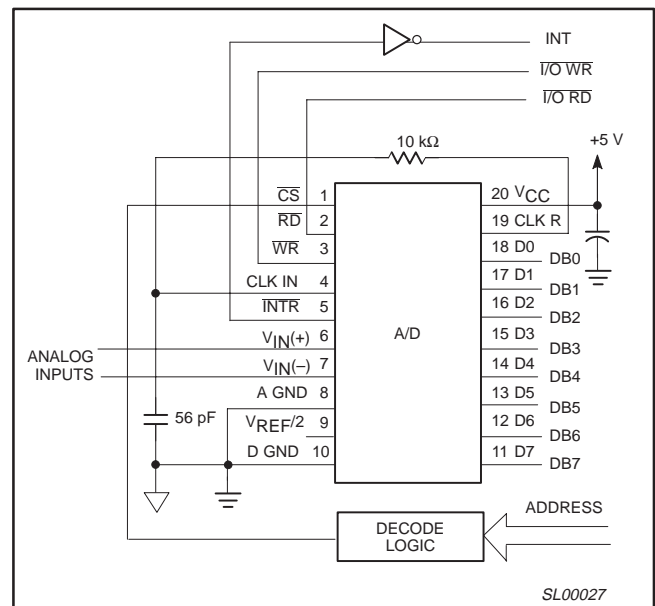 INT
I/O WR
I/O RD
10 kΩ
+5 V
CS 1
RD 2
WR 3
CLK IN 4
INTR 5
VIN(+) 6
VIN(–) 7
A GND 8
VREF/2 9
D GND 10
ANALOG
INPUTS
56 pF
A/D
20 VCC
19 CLK R
18 D0
DB0
17 D1
DB1
16 D2
DB2
15 D3
DB3
14 D4
DB4
13 D5
DB5
12 D6
DB6
11 D7
DB7
ADDRESS
DECODE
LOGIC
SL00027